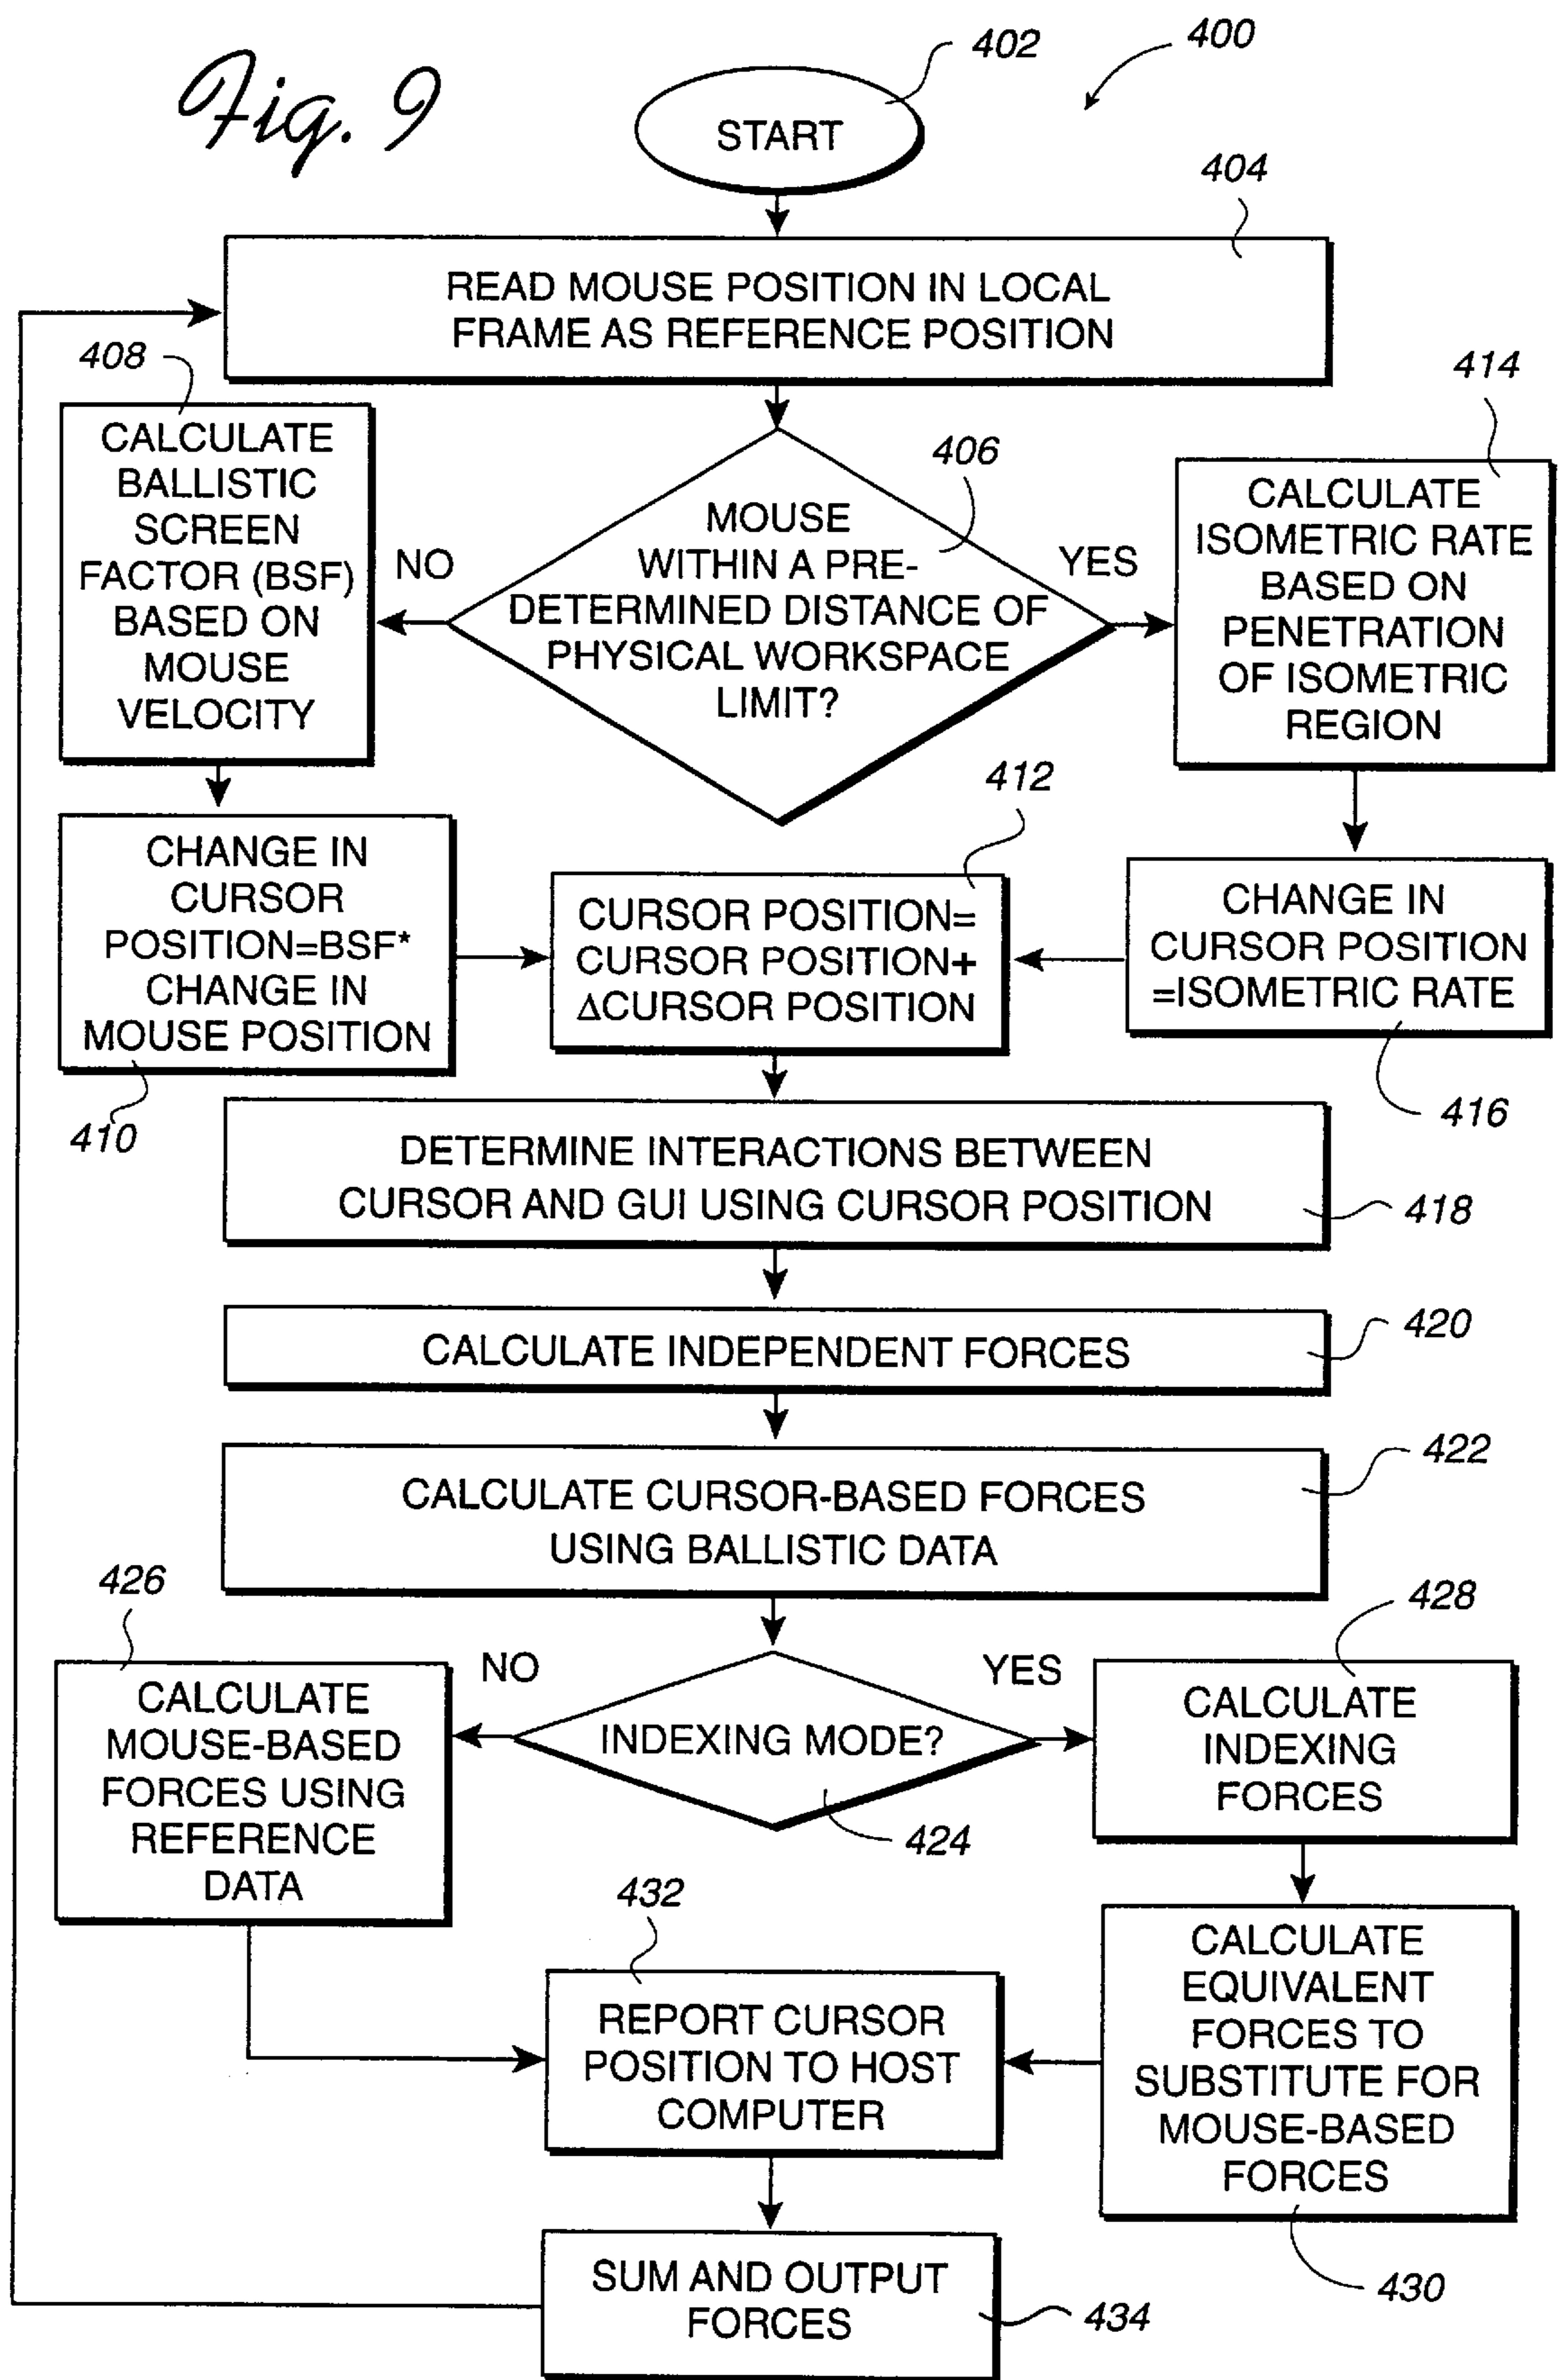 Fig. 9
402
400
START
404
READ MOUSE POSITION IN LOCAL
FRAME AS REFERENCE POSITION
408
CALCULATE
BALLISTIC
SCREEN
FACTOR (BSF)
BASED ON
MOUSE
VELOCITY
NO
406
MOUSE
WITHIN A PRE-
DETERMINED DISTANCE OF
PHYSICAL WORKSPACE
LIMIT?
YES
414
CALCULATE
ISOMETRIC RATE
BASED ON
PENETRATION
OF ISOMETRIC
REGION
CHANGE IN
CURSOR
POSITION=BSF*
CHANGE IN
MOUSE POSITION
410
412
CURSOR POSITION=
CURSOR POSITION+
ΔCURSOR POSITION
CHANGE IN
CURSOR POSITION
=ISOMETRIC RATE
416
DETERMINE INTERACTIONS BETWEEN
CURSOR AND GUI USING CURSOR POSITION
418
CALCULATE INDEPENDENT FORCES
420
CALCULATE CURSOR-BASED FORCES
USING BALLISTIC DATA
422
426
CALCULATE
MOUSE-BASED
FORCES USING
REFERENCE
DATA
NO
INDEXING MODE?
424
YES
428
CALCULATE
INDEXING
FORCES
432
REPORT CURSOR
POSITION TO HOST
COMPUTER
CALCULATE
EQUIVALENT
FORCES TO
SUBSTITUTE FOR
MOUSE-BASED
FORCES
430
SUM AND OUTPUT
FORCES
434